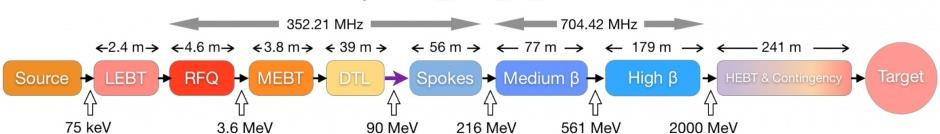 352.21 MHz 704.42 MHz
2.4 m 4.6 m 3.8 m 39 m 56 m 77 m 179 m 241 m
Source LEBT RFQ MEBT DTL Spokes Medium β High β HEBT & Contingency Target
75 keV 3.6 MeV 90 MeV 216 MeV 561 MeV 2000 MeV